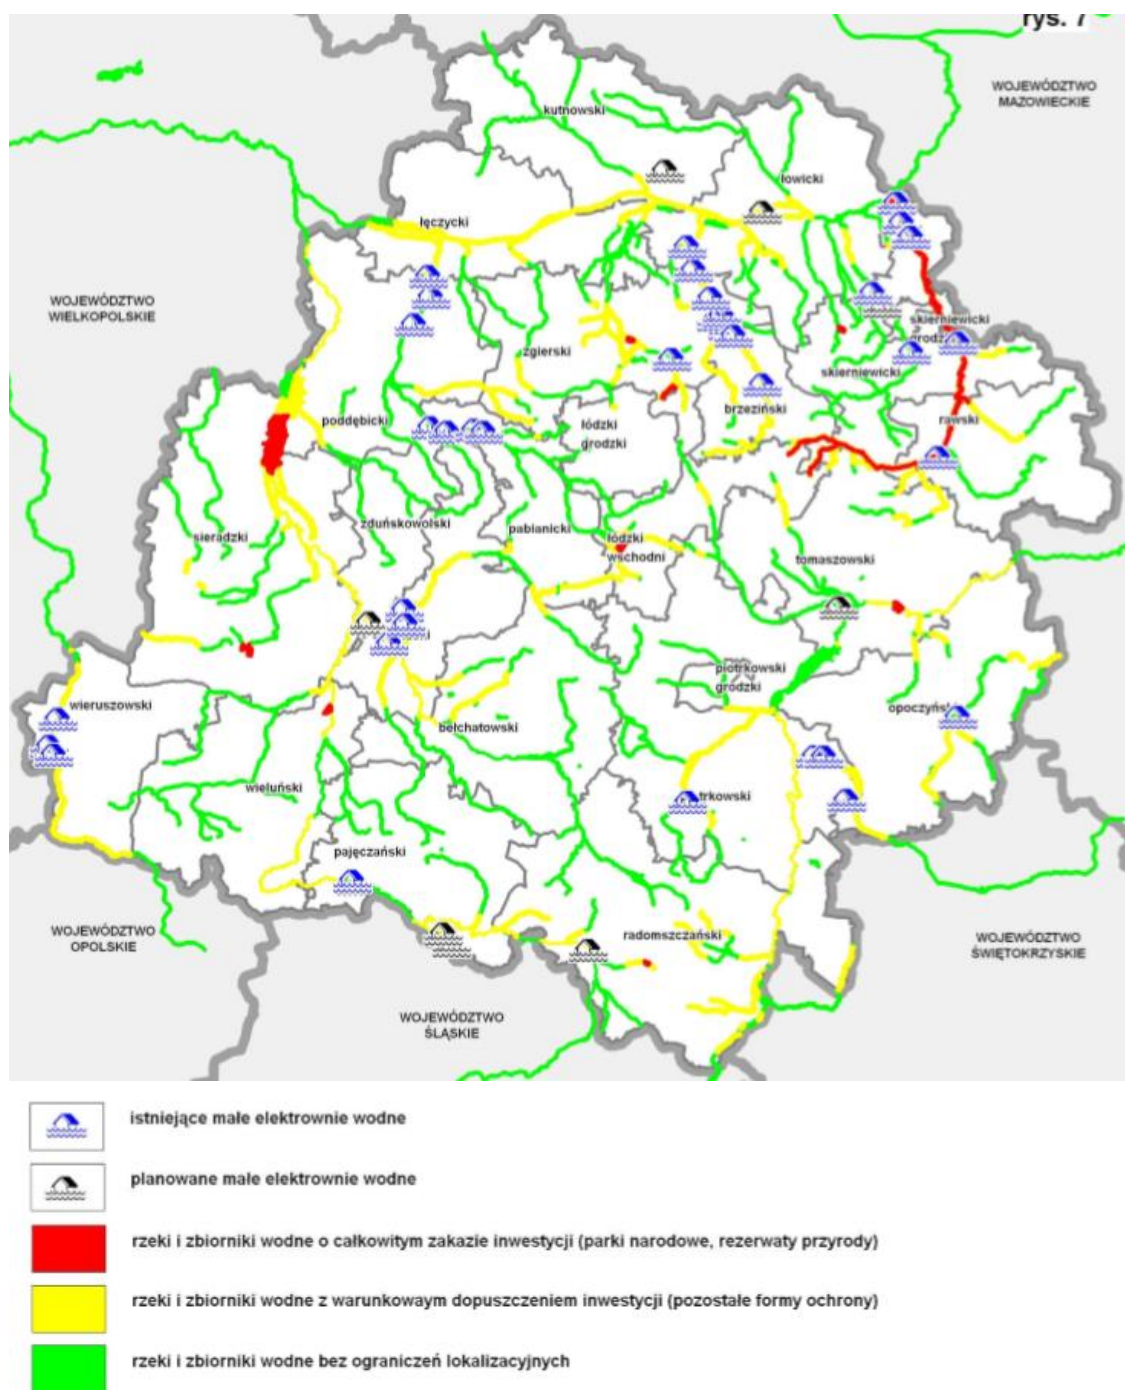 rys. 7
WOJEWÓDZTWO
MAZOWIECKIE
kutnowski
łowicki
łęczycki
WOJEWÓDZTWO
WIELKOPOLSKIE
skierniewicki
grodzki
zgierski
skierniewicki
brzeziński
poddębicki
łódzki
grodzki
rawski
sieradzki
zduńskowolski
pabianicki
łódzki
wschodni
tomaszowski
piotrkowski
grodzki
wieruszowski
bełchatowski
wieluński
trkowski
pajęczański
WOJEWÓDZTWO
OPOLSKIE
radomszczański
WOJEWÓDZTWO
ŚWIĘTOKRZYSKIE
WOJEWÓDZTWO
ŚLĄSKIE
istniejące małe elektrownie wodne
planowane małe elektrownie wodne
rzeki i zbiorniki wodne o całkowitym zakazie inwestycji (parki narodowe, rezerwaty przyrody)
rzeki i zbiorniki wodne z warunkowaym dopuszczeniem inwestycji (pozostałe formy ochrony)
rzeki i zbiorniki wodne bez ograniczeń lokalizacyjnych